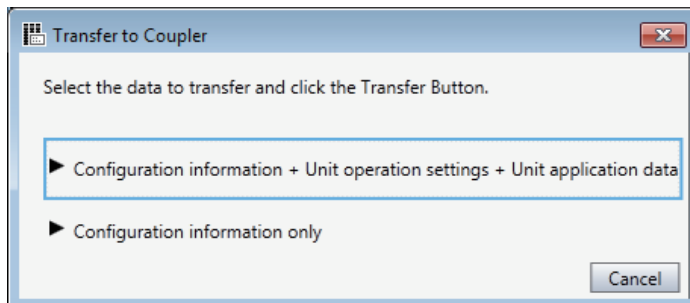 Transfer to Coupler
Select the data to transfer and click the Transfer Button.
Configuration information + Unit operation settings + Unit application data
Configuration information only
Cancel